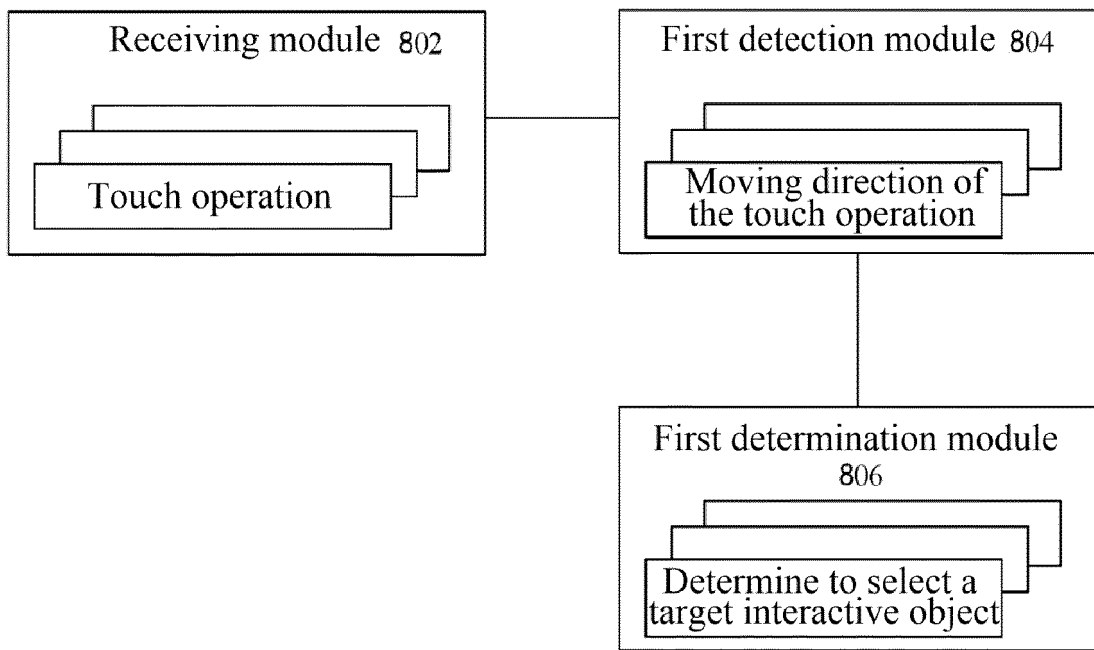 Receiving module 802
Touch operation
First detection module 804
Moving direction of
the touch operation
First determination module
806
Determine to select a
target interactive object